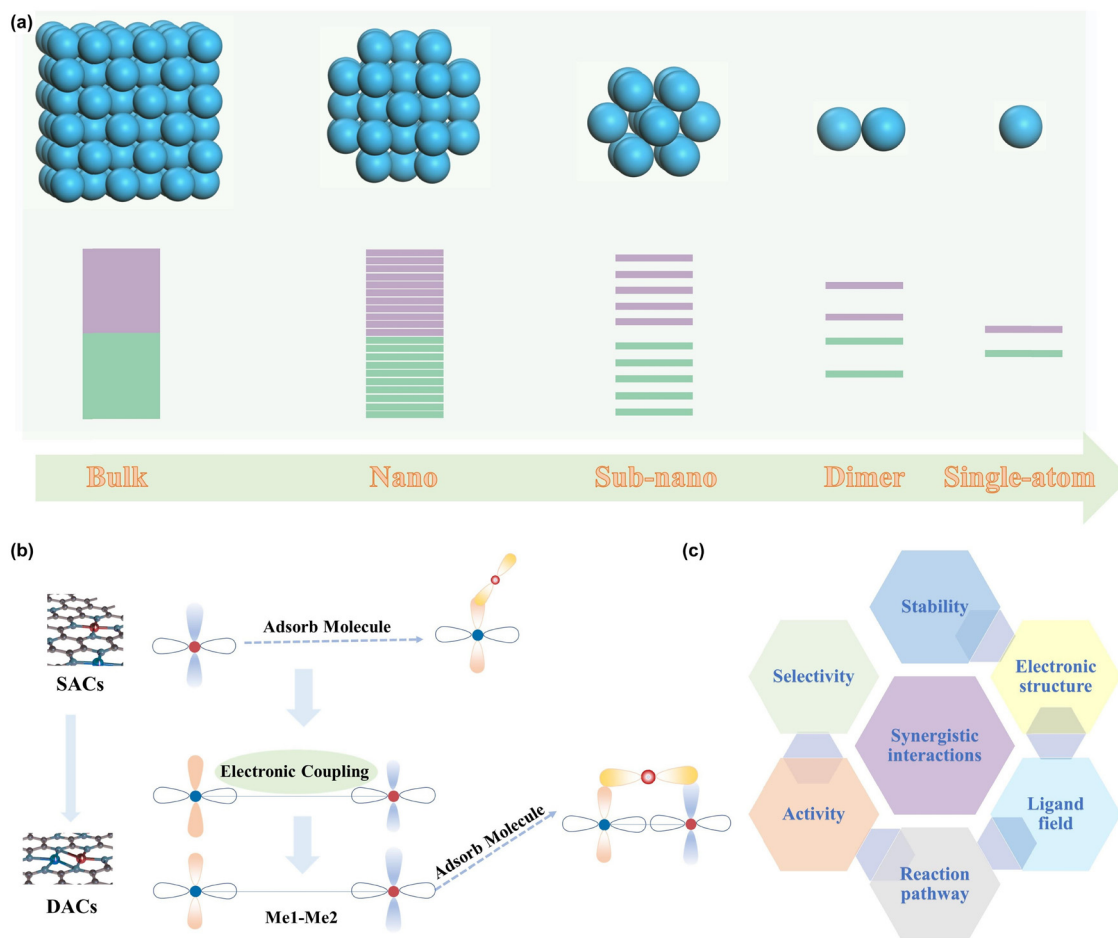 (a)
Bulk
Nano
Sub-nano
Dimer
Single-atom
(b)
SACs
Adsorb Molecule
Electronic Coupling
Adsorb Molecule
DACs
Me1-Me2
(c)
Stability
Selectivity
Electronic
structure
Synergistic
interactions
Activity
Ligand
field
Reaction
pathway